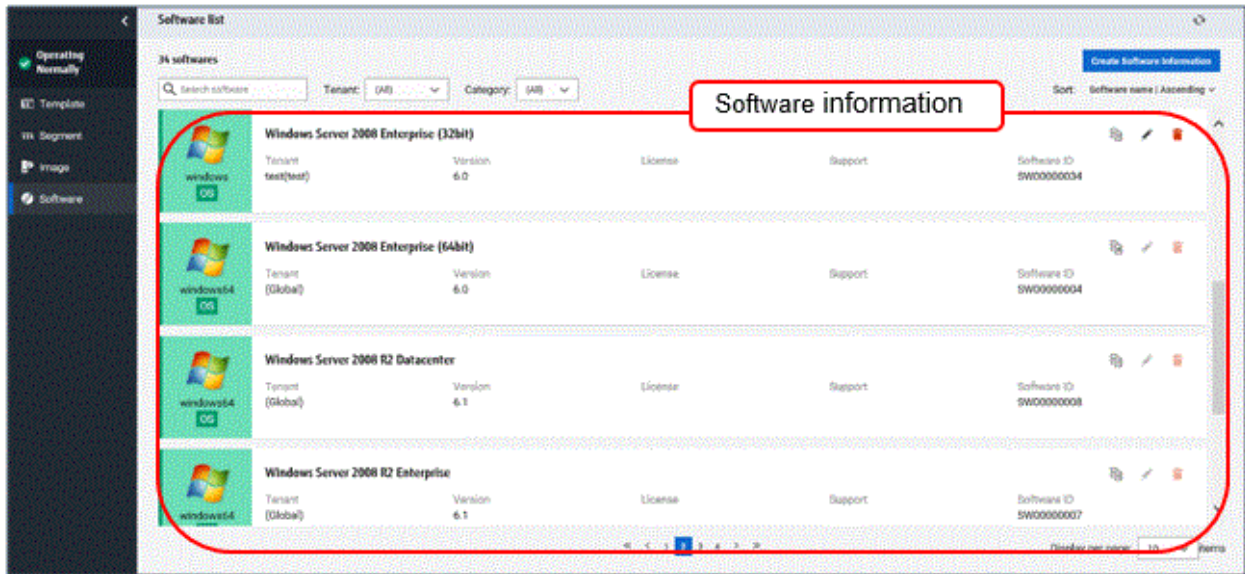 Software list
Operating
Normally
34 softwares
Create Software Information
Search software
Tenant: (All)
Category: (All)
Sort: Software name | Ascending
Software information
Template
Segment
Image
Software
windows
OS
Windows Server 2008 Enterprise (32bit)
Tenant Version License Support Software ID
test(test) 6.0 SW00000034
windows64
OS
Windows Server 2008 Enterprise (64bit)
Tenant Version License Support Software ID
(Global) 6.0 SW00000004
windows64
OS
Windows Server 2008 R2 Datacenter
Tenant Version License Support Software ID
(Global) 6.1 SW00000008
windows64
Windows Server 2008 R2 Enterprise
Tenant Version License Support Software ID
(Global) 6.1 SW00000007
« < 1 2 3 4 > »
Display per page: 10 items